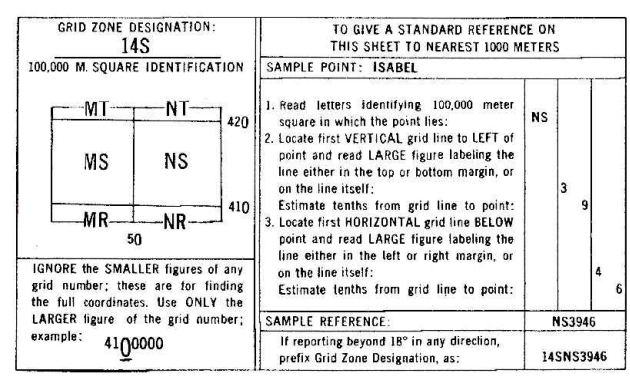 GRID ZONE DESIGNATION:
14S
100,000 M. SQUARE IDENTIFICATION
MT NT
420
MS NS
410
MR NR
50
IGNORE the SMALLER figures of any
grid number; these are for finding
the full coordinates. Use ONLY the
LARGER figure of the grid number;
example:
4100000
TO GIVE A STANDARD REFERENCE ON
THIS SHEET TO NEAREST 1000 METERS
SAMPLE POINT: ISABEL
1. Read letters identifying 100,000 meter
square in which the point lies:
NS
2. Locate first VERTICAL grid line to LEFT of
point and read LARGE figure labeling the
line either in the top or bottom margin, or
on the line itself:
3
Estimate tenths from grid line to point:
9
3. Locate first HORIZONTAL grid line BELOW
point and read LARGE figure labeling the
line either in the left or right margin, or
on the line itself:
4
Estimate tenths from grid line to point:
6
SAMPLE REFERENCE: NS3946
If reporting beyond 18° in any direction,
prefix Grid Zone Designation, as: 14SNS3946